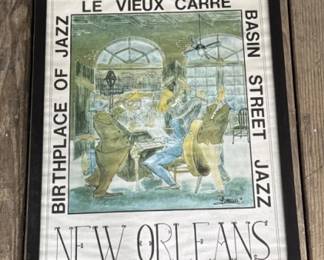 LE VIEUX CARRE
BIRTHPLACE OF JAZZ
BASIN STREET JAZZ
NEW ORLEANS